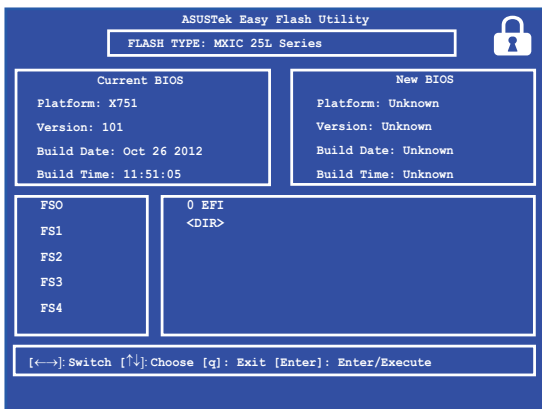 ASUSTek Easy Flash Utility
FLASH TYPE: MXIC 25L Series
Current BIOS
Platform: X751
Version: 101
Build Date: Oct 26 2012
Build Time: 11:51:05
New BIOS
Platform: Unknown
Version: Unknown
Build Date: Unknown
Build Time: Unknown
FSO
FS1
FS2
FS3
FS4
0 EFI
<DIR>
[←→]: Switch [↑↓]: Choose [q]: Exit [Enter]: Enter/Execute